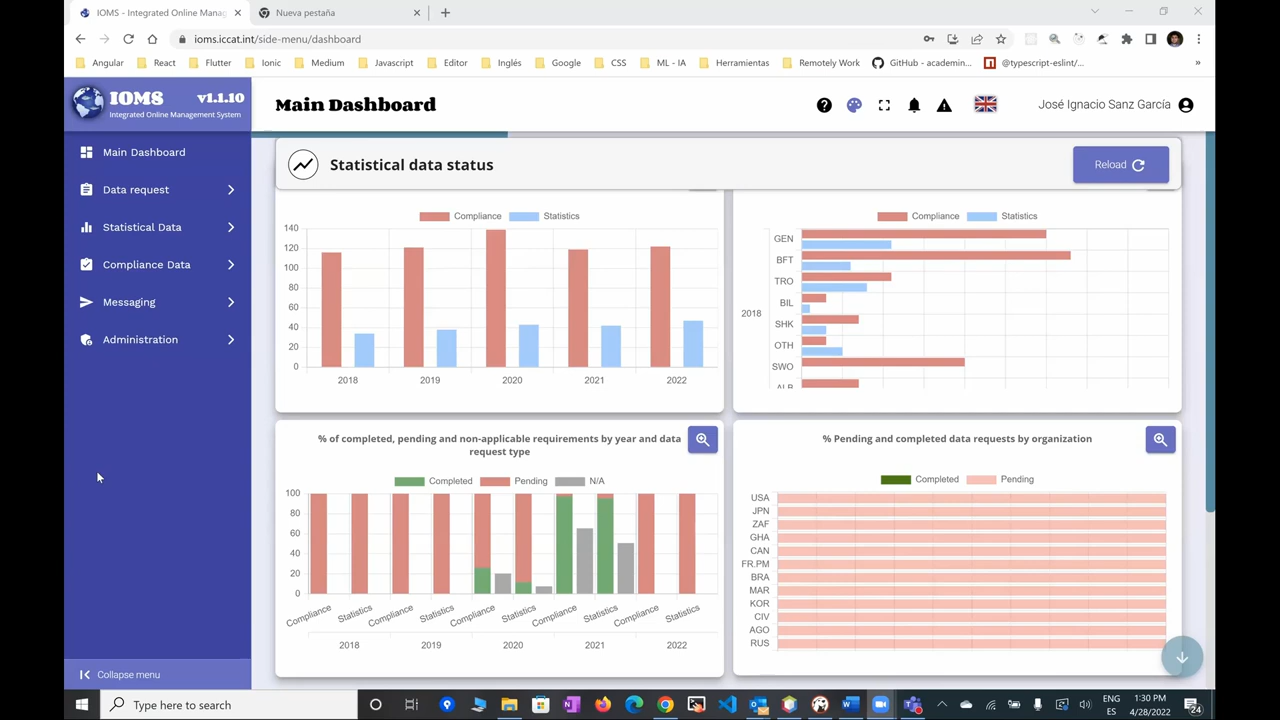 IOMS - Integrated Online Manag
Nueva pestaña
ioms.iccat.int/side-menu/dashboard
Angular
React
Flutter
Ionic
Medium
Javascript
Editor
Inglés
Google
CSS
ML - IA
Herramientas
Remotely Work
GitHub - academin...
@typescript-eslint/...
IOMS v1.1.10
Integrated Online Management System
Main Dashboard
José Ignacio Sanz García
Main Dashboard
Data request
Statistical Data
Compliance Data
Messaging
Administration
Collapse menu
Statistical data status
Reload
Compliance Statistics
140
120
100
80
60
40
20
0
2018 2019 2020 2021 2022
Compliance Statistics
2018
GEN
BFT
TRO
BIL
SHK
OTH
SWO
ALB
% of completed, pending and non-applicable requirements by year and data
request type
Completed Pending N/A
100
80
60
40
20
0
Compliance Statistics Compliance Statistics Compliance Statistics Compliance Statistics Compliance Statistics
2018 2019 2020 2021 2022
% Pending and completed data requests by organization
Completed Pending
USA
JPN
ZAF
GHA
CAN
FR.PM
BRA
MAR
KOR
CIV
AGO
RUS
Type here to search
ENG
ES
1:30 PM
4/28/2022
24